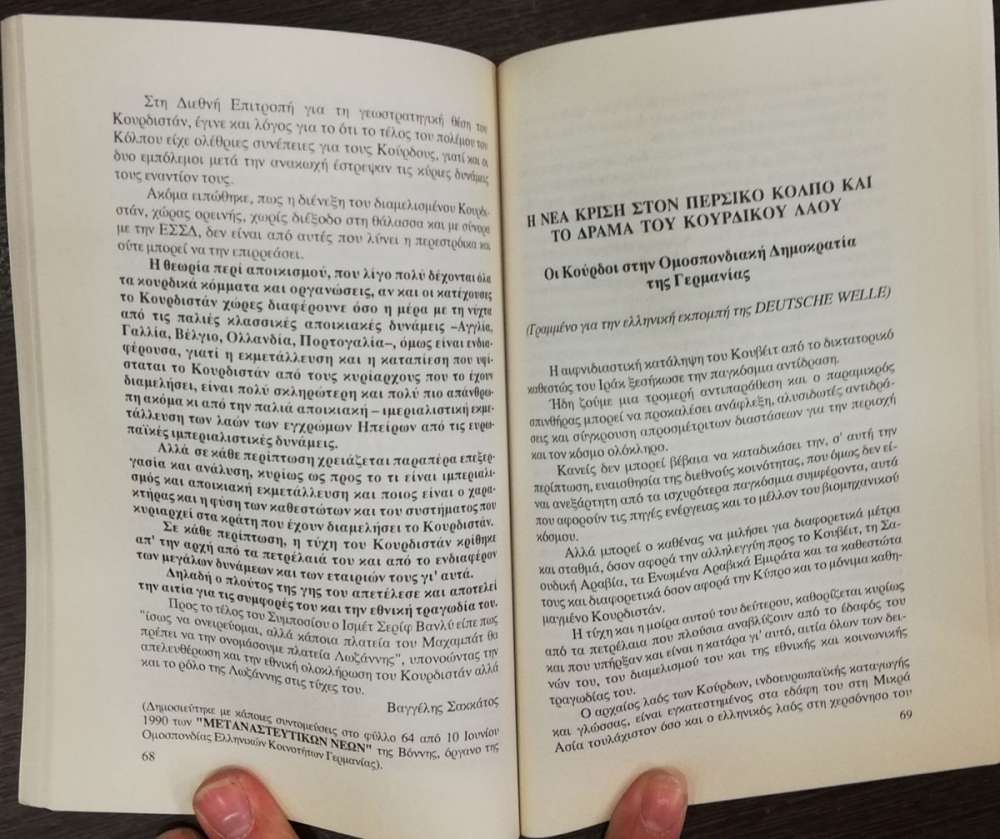 Στη Διεθνή Επιτροπή για τη γεωστρατηγική θέση του
Κουρδιστάν, έγινε και λόγος για το ότι το τέλος του πολέμου του
Κόλπου είχε ολέθριες συνέπειες για τους Κούρδους, γιατί και οι
δυο εμπόλεμοι μετά την ανακωχή έστρεψαν τις κύριες δυνάμεις
τους εναντίον τους.
Ακόμα ειπώθηκε, πως η διένεξη του διαμελισμένου Κουρδι-
στάν, χώρας ορεινής, χωρίς διέξοδο στη θάλασσα και με σύνορα
με την ΕΣΣΔ, δεν είναι από αυτές που λύνει η περεστρόικα και
ούτε μπορεί να την επιρρεάσει.
Η θεωρία περί αποικισμού, που λίγο πολύ δέχονται όλα
τα κουρδικά κόμματα και οργανώσεις, αν και οι κατέχουσες
το Κουρδιστάν χώρες διαφέρουνε όσο η μέρα με τη νύχτα
από τις παλιές κλασσικές αποικιακές δυνάμεις –Αγγλία,
Γαλλία, Βέλγιο, Ολλανδία, Πορτογαλία–, όμως είναι ενδια-
φέρουσα, γιατί η εκμετάλλευση και η καταπίεση που υφί-
σταται το Κουρδιστάν από τους κυρίαρχους που το έχουν
διαμελήσει, είναι πολύ σκληρώτερη και πολύ πιο απάνθρω-
πη ακόμα κι από την παλιά αποικιακή – ιμεριαλιστική εκμε-
τάλλευση των λαών των εγχρώμων Ηπείρων από τις ευρω-
παϊκές ιμπεριαλιστικές δυνάμεις.
Αλλά σε κάθε περίπτωση χρειάζεται παραπέρα επεξερ-
γασία και ανάλυση, κυρίως ως προς το τι είναι ιμπεριαλι-
σμός και αποικιακή εκμετάλλευση και ποιος είναι ο χαρα-
κτήρας και η φύση των καθεστώτων και του συστήματος που
κυριαρχεί στα κράτη που έχουν διαμελήσει το Κουρδιστάν.
Σε κάθε περίπτωση, η τύχη του Κουρδιστάν κρίθηκε
απ' την αρχή από τα πετρέλαιά του και από το ενδιαφέρον
των μεγάλων δυνάμεων και των εταιριών τους γι' αυτά.
Δηλαδή ο πλούτος της γης του απετέλεσε και αποτελεί
την αιτία για τις συμφορές του και την εθνική τραγωδία του.
Προς το τέλος του Συμποσίου ο Ισμέτ Σερίφ Βανλύ είπε πως
"ίσως να ονειρεύομαι, αλλά κάποια πλατεία του Μαχαμπάτ θα
πρέπει να την ονομάσουμε πλατεία Λωζάννης", υπονοώντας την
απελευθέρωση και την εθνική ολοκλήρωση του Κουρδιστάν αλλά
και το ρόλο της Λωζάννης στις τύχες του.
Βαγγέλης Σακκάτος
(Δημοσιεύτηκε με κάποιες συντομεύσεις στο φύλλο 64 από 10 Ιουνίου
1990 των "ΜΕΤΑΝΑΣΤΕΥΤΙΚΩΝ ΝΕΩΝ" της Βόννης, όργανο της
Ομοσπονδίας Ελληνικών Κοινοτήτων Γερμανίας).
68
Η ΝΕΑ ΚΡΙΣΗ ΣΤΟΝ ΠΕΡΣΙΚΟ ΚΟΛΠΟ ΚΑΙ
ΤΟ ΔΡΑΜΑ ΤΟΥ ΚΟΥΡΔΙΚΟΥ ΛΑΟΥ
Οι Κούρδοι στην Ομοσπονδιακή Δημοκρατία
της Γερμανίας
(Γραμμένο για την ελληνική εκπομπή της DEUTSCHE WELLE)
Η αιφνιδιαστική κατάληψη του Κουβέιτ από το δικτατορικό
καθεστώς του Ιράκ ξεσήκωσε την παγκόσμια αντίδραση.
Ήδη ζούμε μια τρομερή αντιπαράθεση και ο παραμικρός
σπινθήρας μπορεί να προκαλέσει ανάφλεξη, αλυσιδωτές αντιδρά-
σεις και σύγκρουση απροσμέτριτων διαστάσεων για την περιοχή
και τον κόσμο ολόκληρο.
Κανείς δεν μπορεί βέβαια να καταδικάσει την, σ' αυτή την
περίπτωση, ευαιοθησία της διεθνούς κοινότητας, που όμως δεν εί-
ναι ανεξάρτητη από τα ισχυρότερα παγκόσμια συμφέροντα, αυτά
που αφορούν τις πηγές ενέργειας και το μέλλον του βιομηχανικού
κόσμου.
Αλλά μπορεί ο καθένας να μιλήσει για διαφορετικά μέτρα
και σταθμά, όσον αφορά την αλληλεγγύη προς το Κουβέιτ, τη Σα-
ουδική Αραβία, τα Ενωμένα Αραβικά Εμιράτα και τα καθεστώτα
τους και διαφορετικά όσον αφορά την Κύπρο και το μόνιμα καθη-
μαγμένο Κουρδιστάν.
Η τύχη και η μοίρα αυτού του δεύτερου, καθορίζεται κυρίως
από τα πετρέλαια που πλούσια αναβλύζουν από το έδαφός του
και που υπήρξαν και είναι η κατάρα γι' αυτό, αιτία όλων των δει-
νών του, του διαμελισμού του και της εθνικής και κοινωνικής
τραγωδίας του.
Ο αρχαίος λαός των Κούρδων, ινδοευρωπαϊκής καταγωγής
και γλώσσας, είναι εγκατεστημένος στα εδάφη του στη Μικρά
Ασία τουλάχιστον όσο και ο ελληνικός λαός στη χερσόνησο του
69